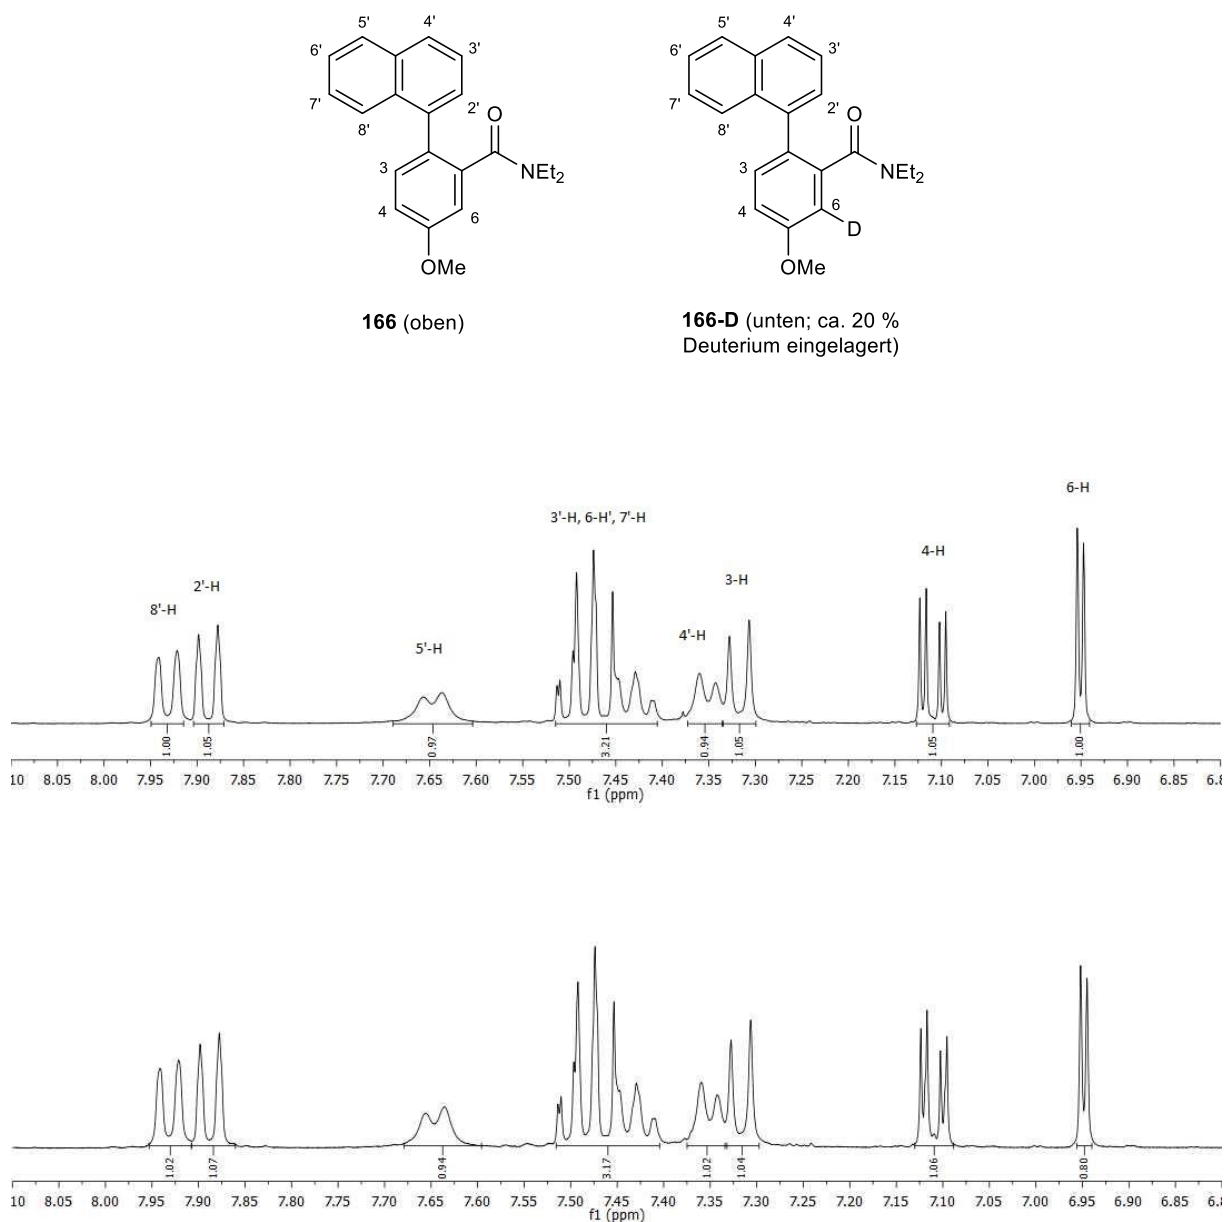 5' 4' 5' 4'
6' 3' 6' 3'
7' 2' 7' 2'
8' O 8' O
3 NEt2 3 NEt2
4 6 4 6
D
OMe OMe
166 (oben) 166-D (unten; ca. 20 %
Deuterium eingelagert)
6-H
3'-H, 6-H', 7'-H
4-H
2'-H 3-H
8'-H
4'-H
5'-H
1.00 1.05 0.97 3.21 0.94 1.05 1.05 1.00
10 8.05 8.00 7.95 7.90 7.85 7.80 7.75 7.70 7.65 7.60 7.55 7.50 7.45 7.40 7.35 7.30 7.25 7.20 7.15 7.10 7.05 7.00 6.95 6.90 6.85 6.8
f1 (ppm)
1.02 1.07 0.94 3.17 1.02 1.04 1.06 0.80
10 8.05 8.00 7.95 7.90 7.85 7.80 7.75 7.70 7.65 7.60 7.55 7.50 7.45 7.40 7.35 7.30 7.25 7.20 7.15 7.10 7.05 7.00 6.95 6.90 6.85 6.8
f1 (ppm)